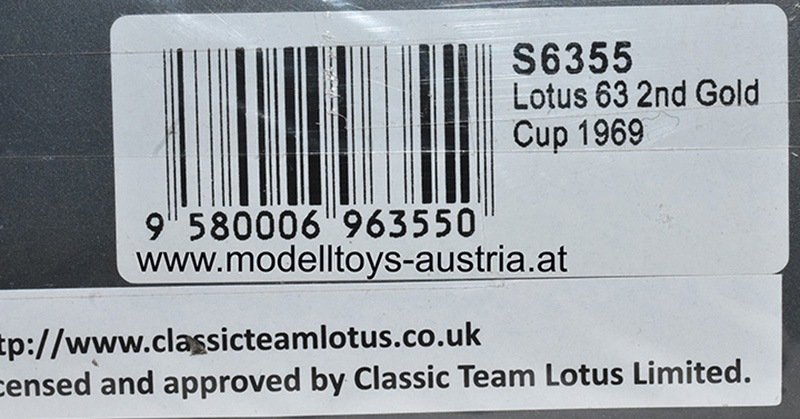 S6355
Lotus 63 2nd Gold
Cup 1969
9 580006 963550
www.modelltoys-austria.at
tp://www.classicteamlotus.co.uk
censed and approved by Classic Team Lotus Limited.